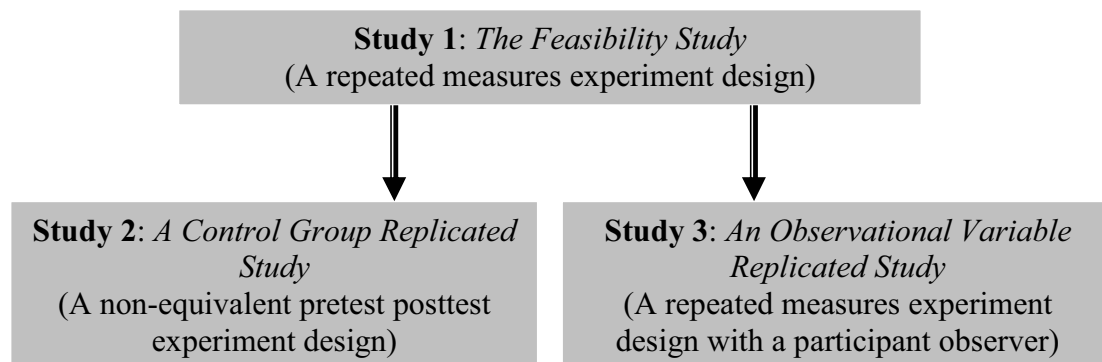 Study 1: The Feasibility Study
(A repeated measures experiment design)
Study 2: A Control Group Replicated
Study
(A non-equivalent pretest posttest
experiment design)
Study 3: An Observational Variable
Replicated Study
(A repeated measures experiment
design with a participant observer)